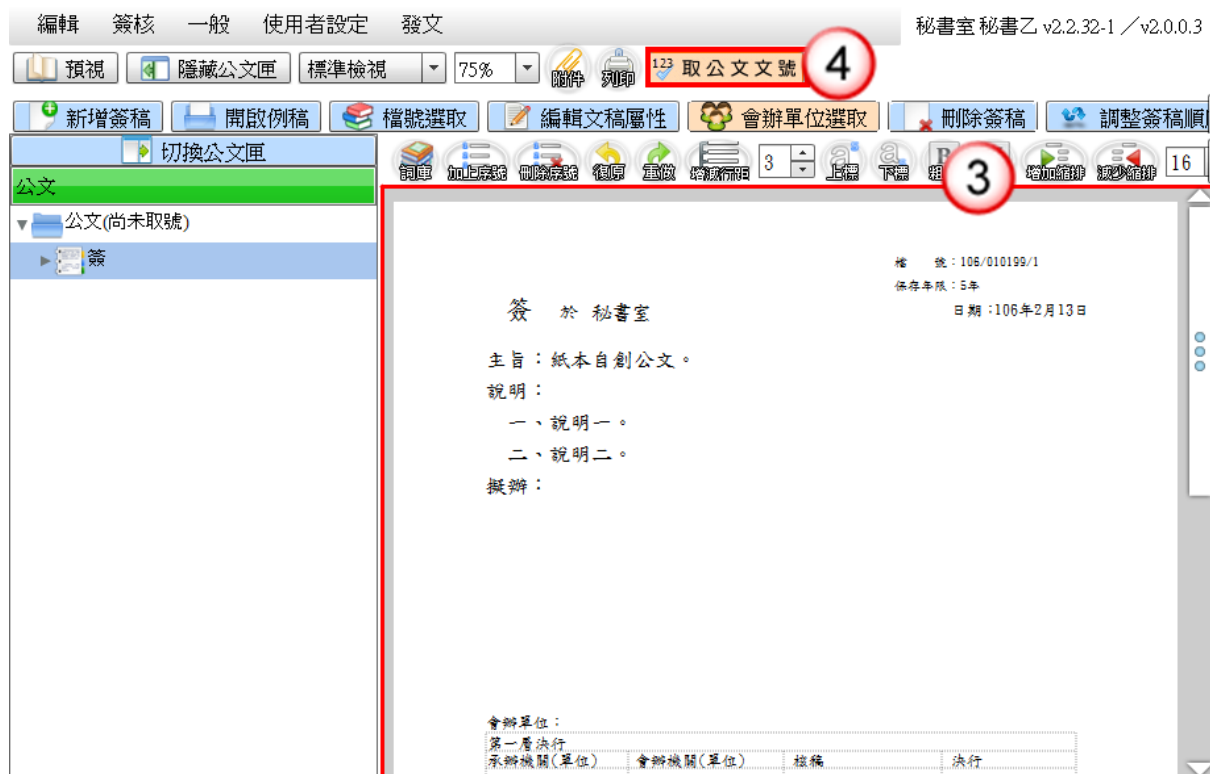 編輯 簽核 一般 使用者設定 發文 秘書室 秘書乙 v2.2.32-1 ／v2.0.0.3
預視 隱藏公文匣 標準檢視 75% 附件 列印 123 取公文文號 4
新增簽稿 開啟例稿 檔號選取 編輯文稿屬性 會辦單位選取 刪除簽稿 調整簽稿順
切換公文匣
詞庫 加上序號 刪除序號 復原 重做 增減行距 3 上標 下標 粗 3 增加縮排 減少縮排 16
公文
公文(尚未取號)
簽
檔 號：106/010199/1
保存年限：5年
簽 於 秘書室 日期：106年2月13日
主旨：紙本自創公文。
說明：
一、說明一。
二、說明二。
擬辦：
會辦單位：
第一層決行
承辦機關(單位) 會辦機關(單位) 核稿 決行